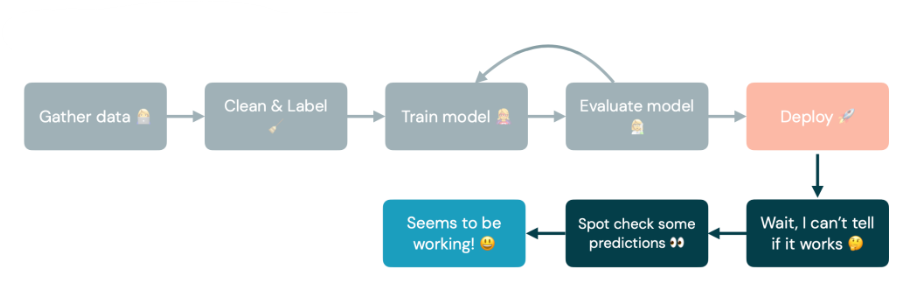 Gather data 👩🏼
Clean & Label
🧹
Train model 👩🏼
Evaluate model
👩🏼
Deploy 🚀
Seems to be
working! 😃
Spot check some
predictions 👀
Wait, I can’t tell
if it works 🤔